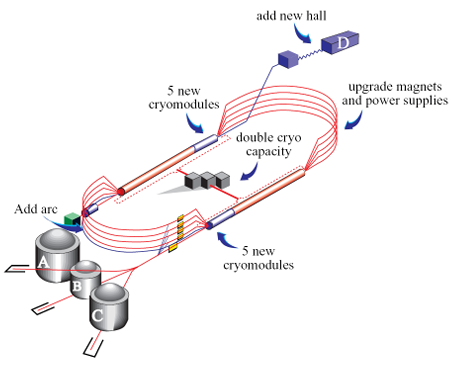 add new hall
D
5 new
cryomodules
upgrade magnets
and power supplies
double cryo
capacity
Add arc
A
B
C
5 new
cryomodules